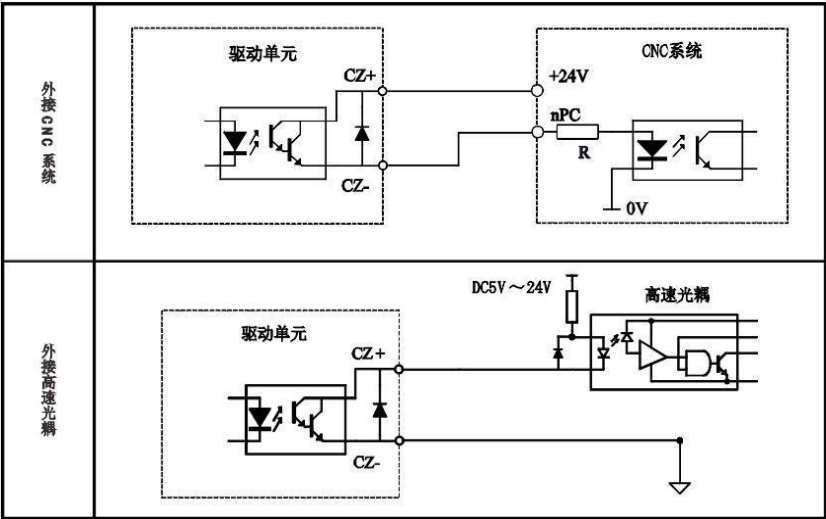 外接CNC系统
驱动单元
CZ+
CZ-
CNC系统
+24V
nPC
R
0V
外接高速光耦
驱动单元
CZ+
CZ-
DC5V～24V
高速光耦